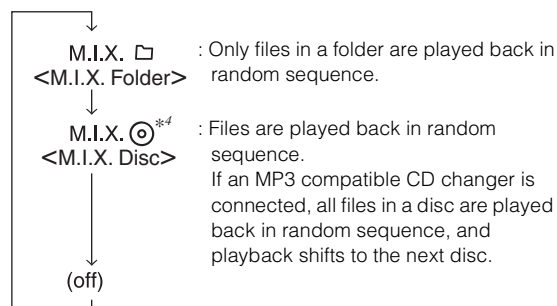 M.I.X. : Only files in a folder are played back in
<M.I.X. Folder> random sequence.
M.I.X. *4 : Files are played back in random
<M.I.X. Disc> sequence.
If an MP3 compatible CD changer is
connected, all files in a disc are played
back in random sequence, and
playback shifts to the next disc.
(off)